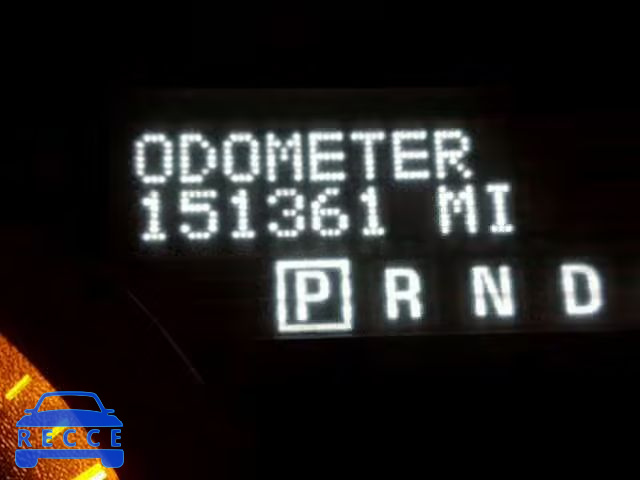 ODOMETER
151361 MI
P R N D
RECCE